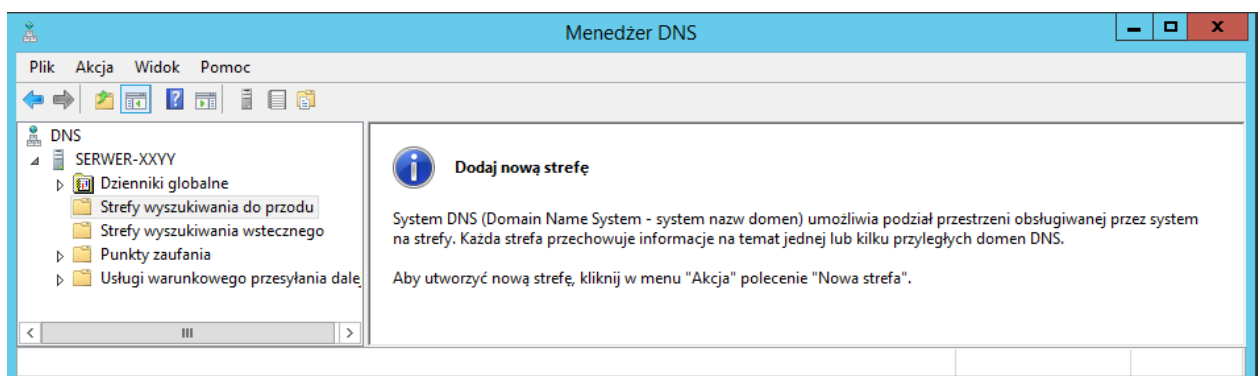 Menedżer DNS
Plik Akcja Widok Pomoc
DNS
SERWER-XXYY
Dzienniki globalne
Strefy wyszukiwania do przodu
Strefy wyszukiwania wstecznego
Punkty zaufania
Usługi warunkowego przesyłania dalej
Dodaj nową strefę
System DNS (Domain Name System - system nazw domen) umożliwia podział przestrzeni obsługiwanej przez system
na strefy. Każda strefa przechowuje informacje na temat jednej lub kilku przyległych domen DNS.
Aby utworzyć nową strefę, kliknij w menu "Akcja" polecenie "Nowa strefa".